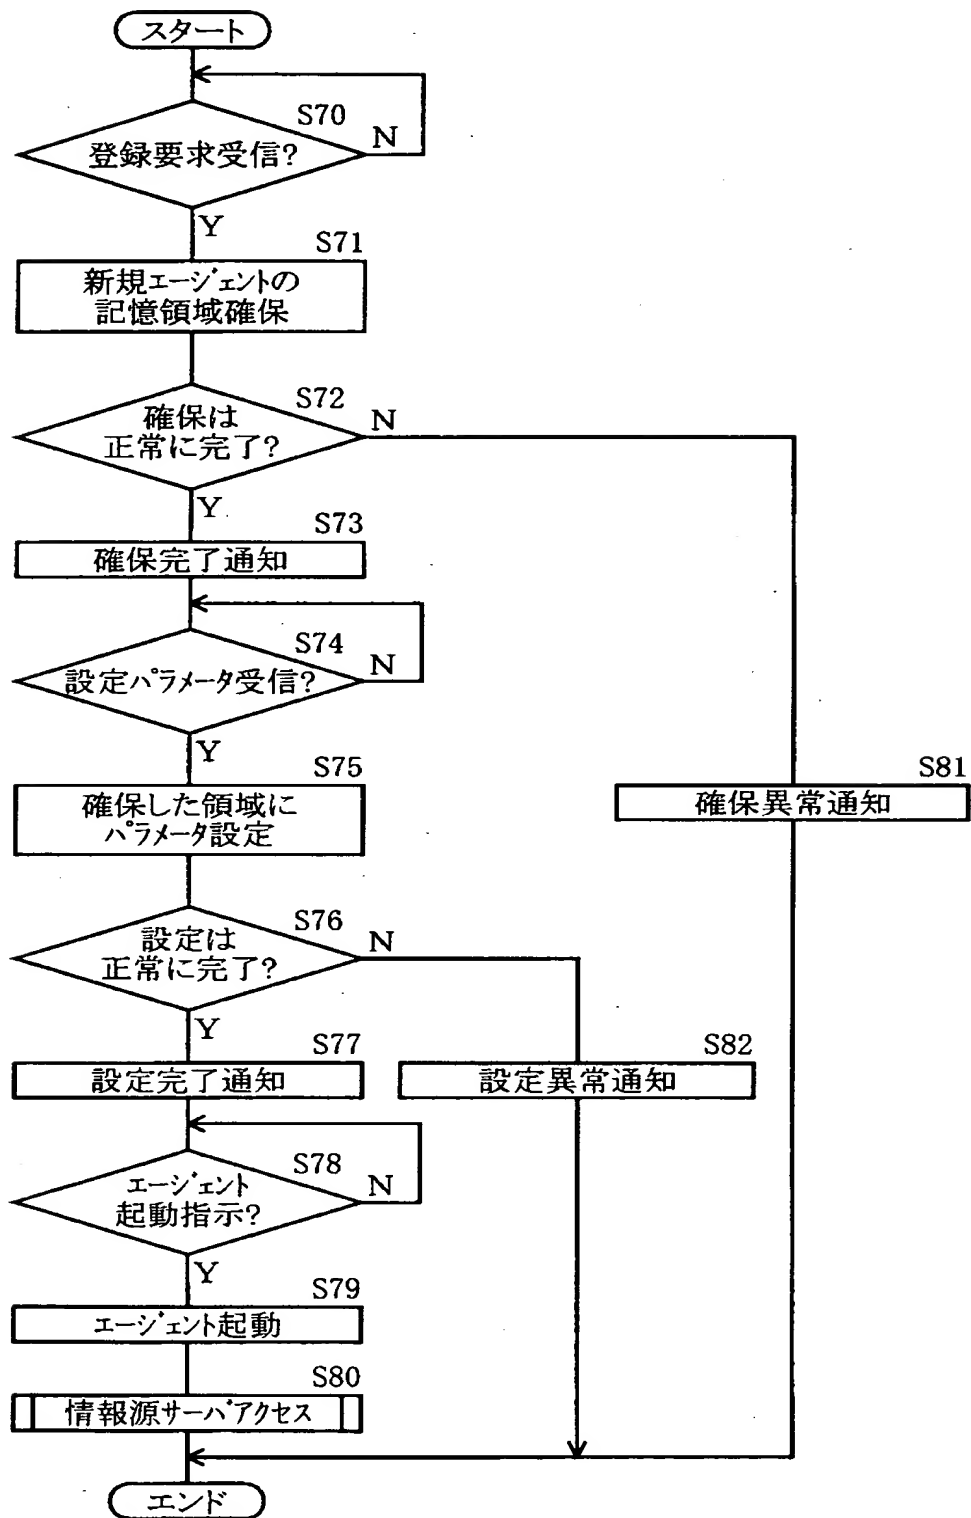 スタート
S70
N
登録要求受信?
Y
S71
新規エージェントの
記憶領域確保
S72
N
確保は
正常に完了?
Y
S73
確保完了通知
S74
N
設定パラメータ受信?
Y
S75
確保した領域に
パラメータ設定
S81
確保異常通知
S76
N
設定は
正常に完了?
Y
S77
設定完了通知
S82
設定異常通知
S78
N
エージェント
起動指示?
Y
S79
エージェント起動
S80
情報源サーバアクセス
エンド